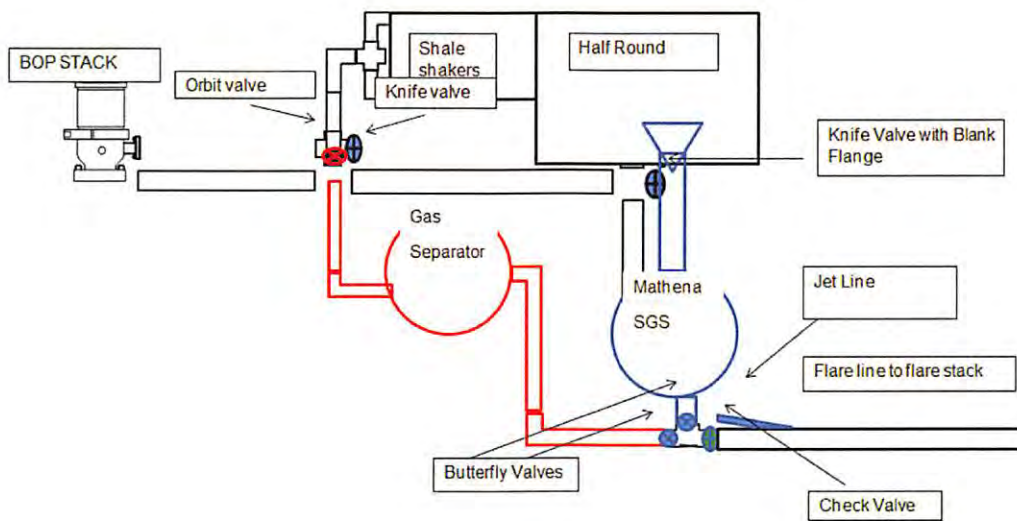 BOP STACK
Orbit valve
Shale
shakers
Knife valve
Half Round
Knife Valve with Blank
Flange
Gas
Separator
Mathena
SGS
Jet Line
Flare line to flare stack
Butterfly Valves
Check Valve